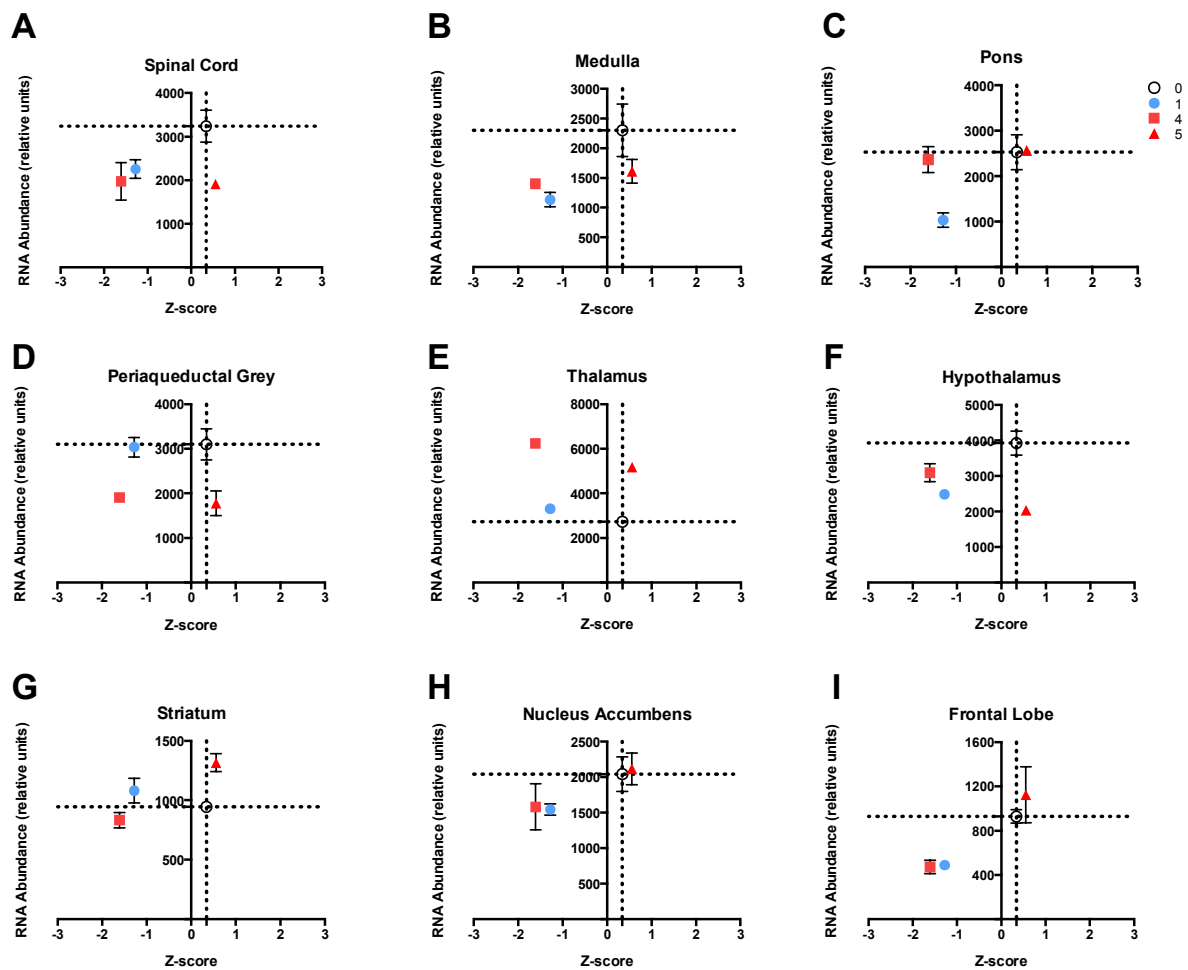 A
B
C
Spinal Cord
Medulla
Pons
RNA Abundance (relative units)
4000
3000
2000
1000
-3 -2 -1 0 1 2 3
Z-score
RNA Abundance (relative units)
3000
2500
2000
1500
1000
500
-3 -2 -1 0 1 2 3
Z-score
RNA Abundance (relative units)
4000
3000
2000
1000
-3 -2 -1 0 1 2 3
Z-score
0
1
4
5
D
E
F
Periaqueductal Grey
Thalamus
Hypothalamus
RNA Abundance (relative units)
4000
3000
2000
1000
-3 -2 -1 0 1 2 3
Z-score
RNA Abundance (relative units)
8000
6000
4000
2000
-3 -2 -1 0 1 2 3
Z-score
RNA Abundance (relative units)
5000
4000
3000
2000
1000
-3 -2 -1 0 1 2 3
Z-score
G
H
I
Striatum
Nucleus Accumbens
Frontal Lobe
RNA Abundance (relative units)
1500
1000
500
-3 -2 -1 0 1 2 3
Z-score
RNA Abundance (relative units)
2500
2000
1500
1000
500
-3 -2 -1 0 1 2 3
Z-score
RNA Abundance (relative units)
1600
1200
800
400
-3 -2 -1 0 1 2 3
Z-score